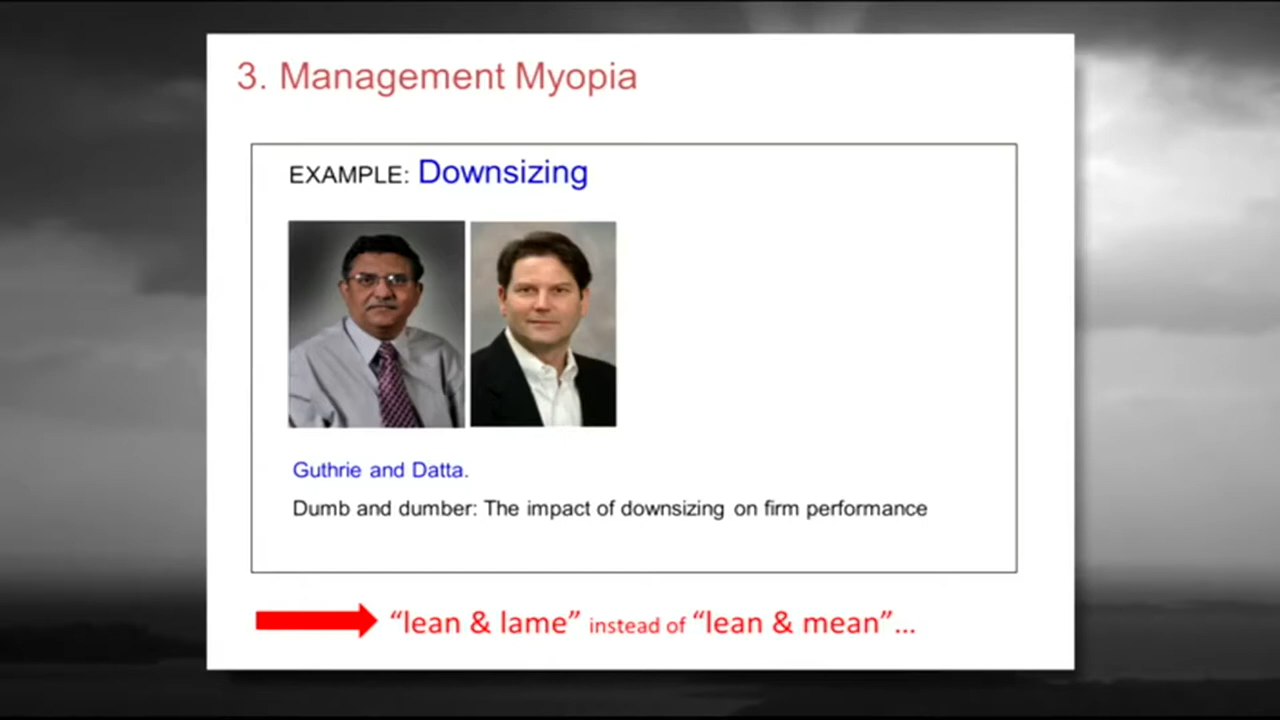 3. Management Myopia
EXAMPLE: Downsizing
Guthrie and Datta.
Dumb and dumber: The impact of downsizing on firm performance
“lean & lame” instead of “lean & mean”...